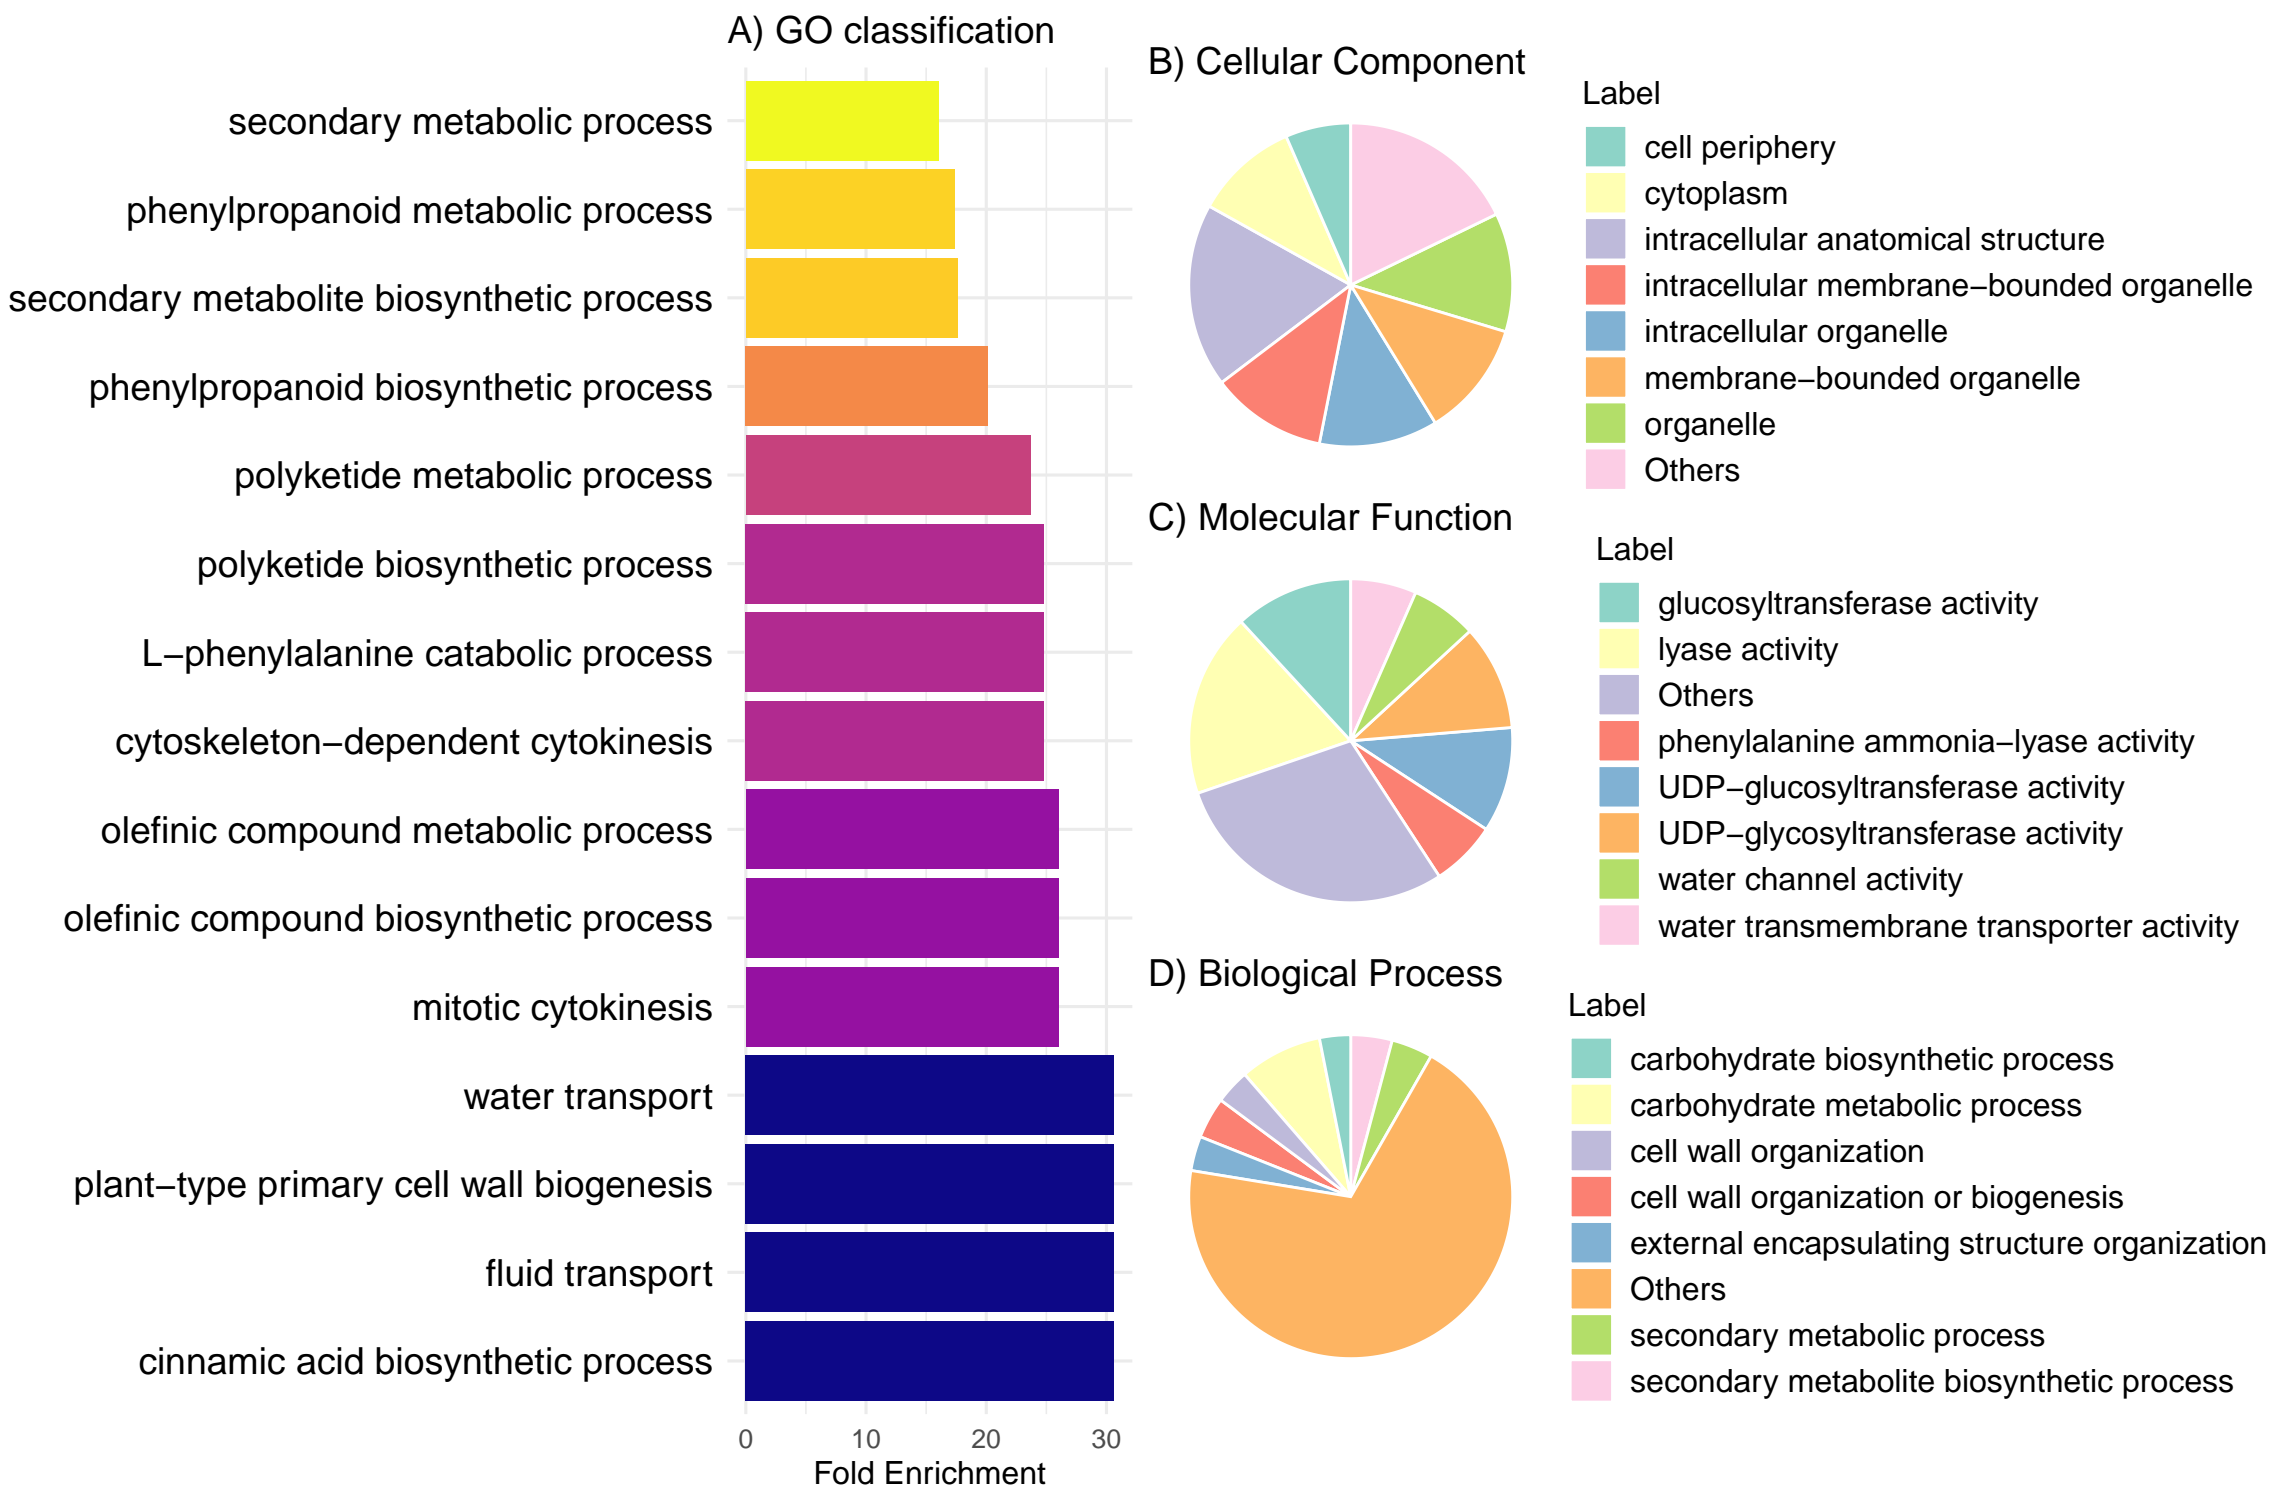 A) GO classification
secondary metabolic process
phenylpropanoid metabolic process
secondary metabolite biosynthetic process
phenylpropanoid biosynthetic process
polyketide metabolic process
polyketide biosynthetic process
L−phenylalanine catabolic process
cytoskeleton−dependent cytokinesis
olefinic compound metabolic process
olefinic compound biosynthetic process
mitotic cytokinesis
water transport
plant−type primary cell wall biogenesis
fluid transport
cinnamic acid biosynthetic process
0 10 20 30
Fold Enrichment
B) Cellular Component
Label
cell periphery
cytoplasm
intracellular anatomical structure
intracellular membrane−bounded organelle
intracellular organelle
membrane−bounded organelle
organelle
Others
C) Molecular Function
Label
glucosyltransferase activity
lyase activity
Others
phenylalanine ammonia−lyase activity
UDP−glucosyltransferase activity
UDP−glycosyltransferase activity
water channel activity
water transmembrane transporter activity
D) Biological Process
Label
carbohydrate biosynthetic process
carbohydrate metabolic process
cell wall organization
cell wall organization or biogenesis
external encapsulating structure organization
Others
secondary metabolic process
secondary metabolite biosynthetic process